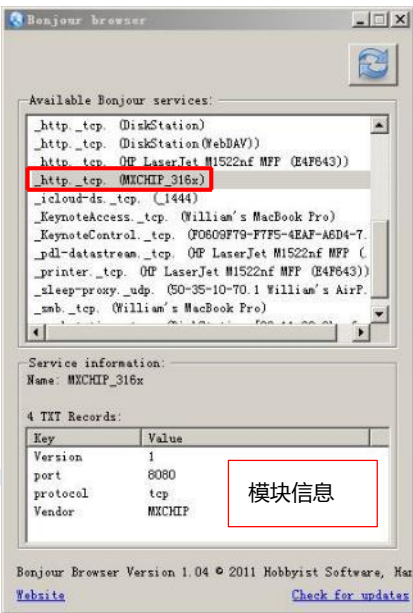 Bonjour browser
Available Bonjour services:
_http._tcp. (DiskStation)
_http._tcp. (DiskStation(WebDAV))
_http._tcp. (HP LaserJet M1522nf MFP (E4F643))
_http._tcp. (MXCHIP_316x)
_icloud-ds._tcp. (_1444)
_KeynoteAccess._tcp. (William's MacBook Pro)
_KeynoteControl._tcp. (F0609F79-F7F5-4EAF-A6D4-7.
_pdl-datastream._tcp. (HP LaserJet M1522nf MFP (
_printer._tcp. (HP LaserJet M1522nf MFP (E4F643))
_sleep-proxy._udp. (50-35-10-70.1 William's AirP.
_smb._tcp. (William's MacBook Pro)
Service information:
Name: MXCHIP_316x
4 TXT Records:
Key Value
Version 1
port 8080
protocol tcp
Vendor MXCHIP
模块信息
Bonjour Browser Version 1.04 © 2011 Hobbyist Software, Han
Website Check for updates